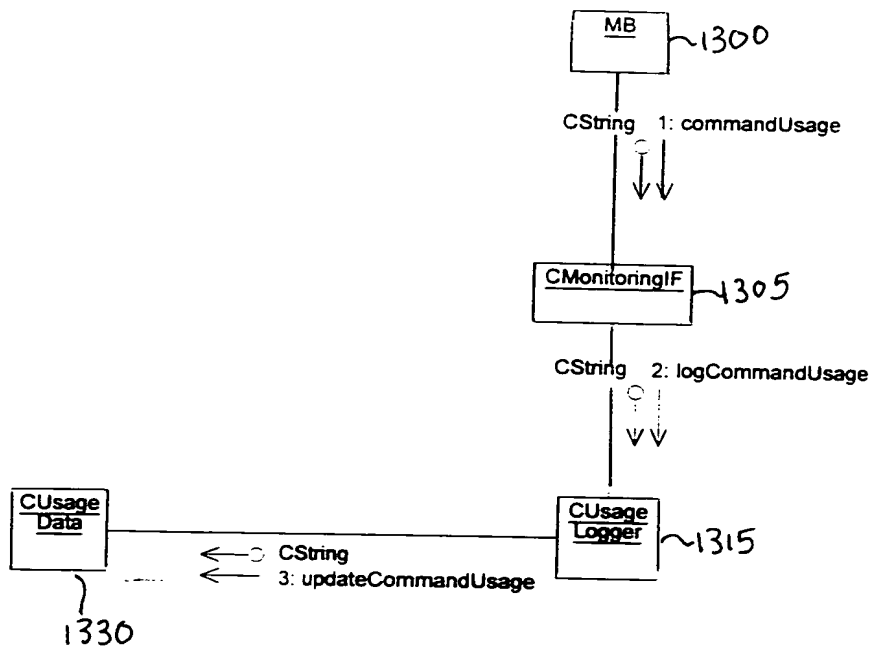 MB
1300
CString 1: commandUsage
CMonitoringIF
1305
CString 2: logCommandUsage
CUsage
Data
CUsage
Logger
1315
CString
3: updateCommandUsage
1330